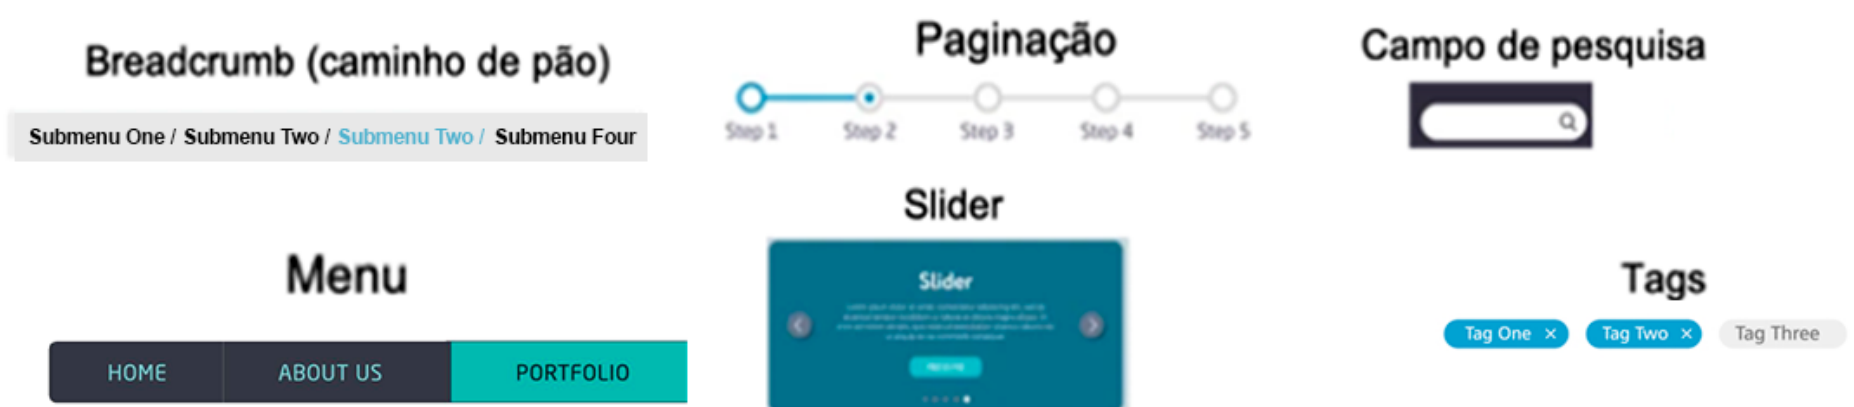 Breadcrumb (caminho de pão)
Submenu One / Submenu Two / Submenu Two / Submenu Four
Paginação
Step 1 Step 2 Step 3 Step 4 Step 5
Campo de pesquisa
Menu
HOME ABOUT US PORTFOLIO
Slider
Slider
Tags
Tag One × Tag Two × Tag Three